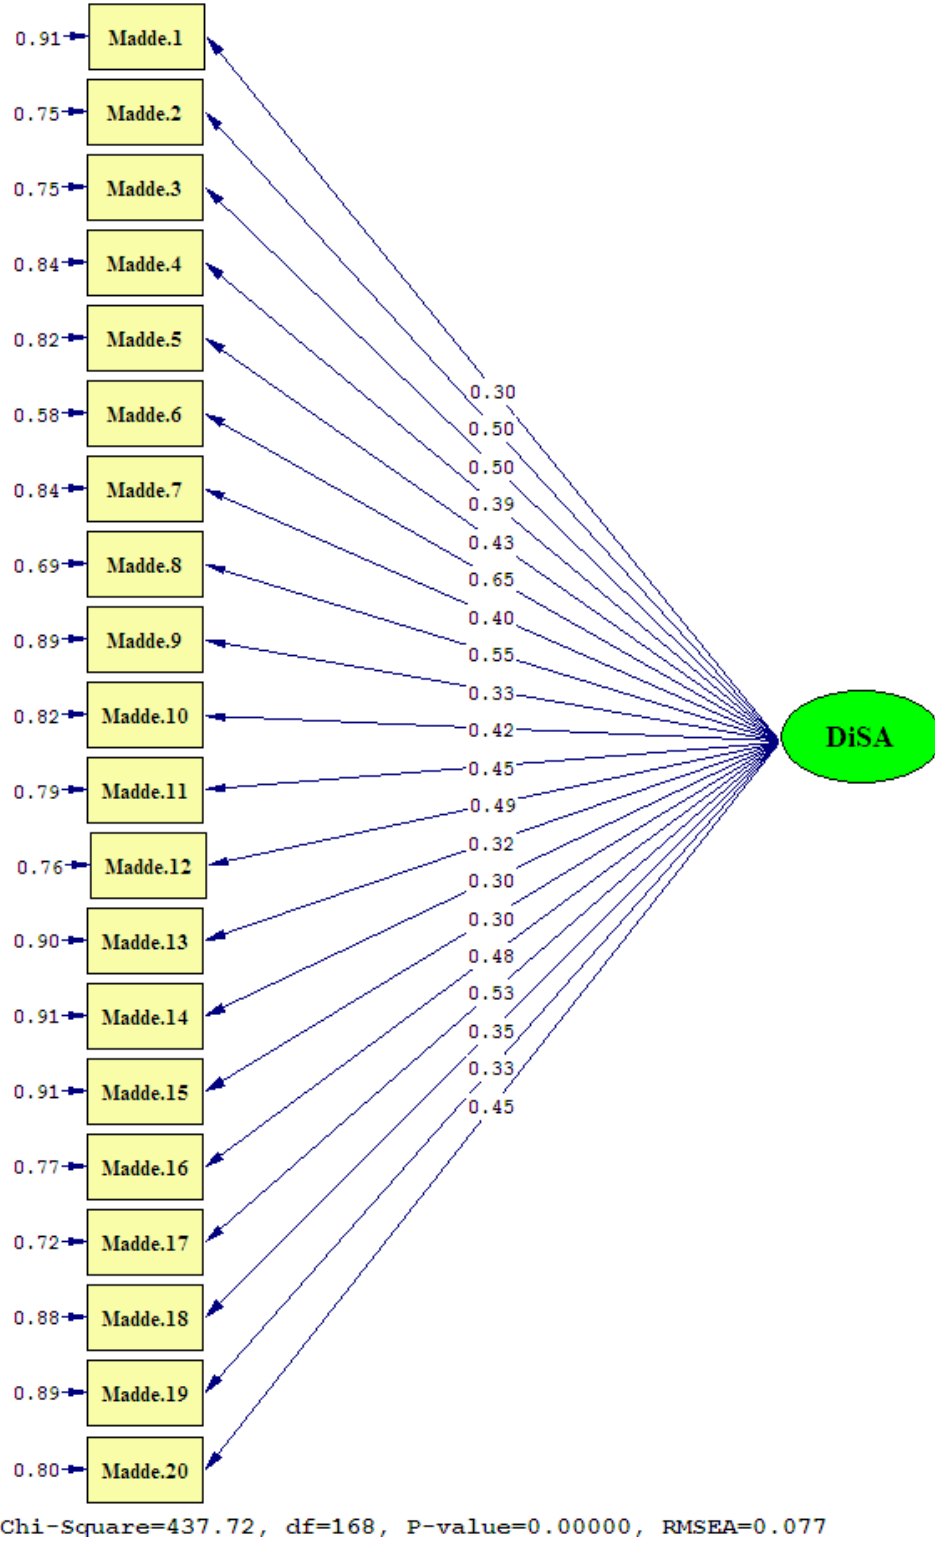 0.91 Madde.1
0.75 Madde.2
0.75 Madde.3
0.84 Madde.4
0.82 Madde.5
0.58 Madde.6
0.84 Madde.7
0.69 Madde.8
0.89 Madde.9
0.82 Madde.10
0.79 Madde.11
0.76 Madde.12
0.90 Madde.13
0.91 Madde.14
0.91 Madde.15
0.77 Madde.16
0.72 Madde.17
0.88 Madde.18
0.89 Madde.19
0.80 Madde.20
0.30
0.50
0.50
0.39
0.43
0.65
0.40
0.55
0.33
0.42
0.45
0.49
0.32
0.30
0.30
0.48
0.53
0.35
0.33
0.45
DiSA
Chi-Square=437.72, df=168, P-value=0.00000, RMSEA=0.077